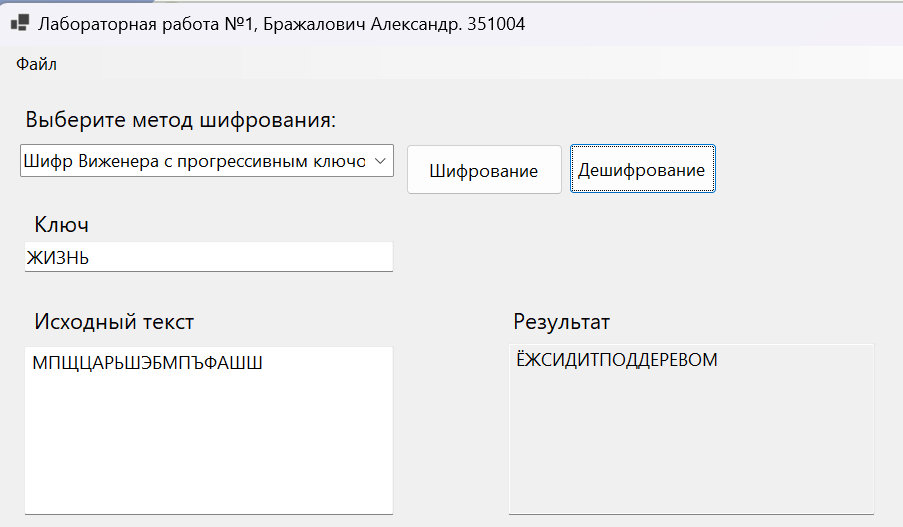 Лабораторная работа №1, Бражалович Александр. 351004
Файл
Выберите метод шифрования:
Шифр Виженера с прогрессивным ключо
Шифрование
Дешифрование
Ключ
ЖИЗНЬ
Исходный текст
МПЩЦАРЬШЭБМПЪФАШШ
Результат
ЁЖСИДИТПОДДЕРЕВОМ